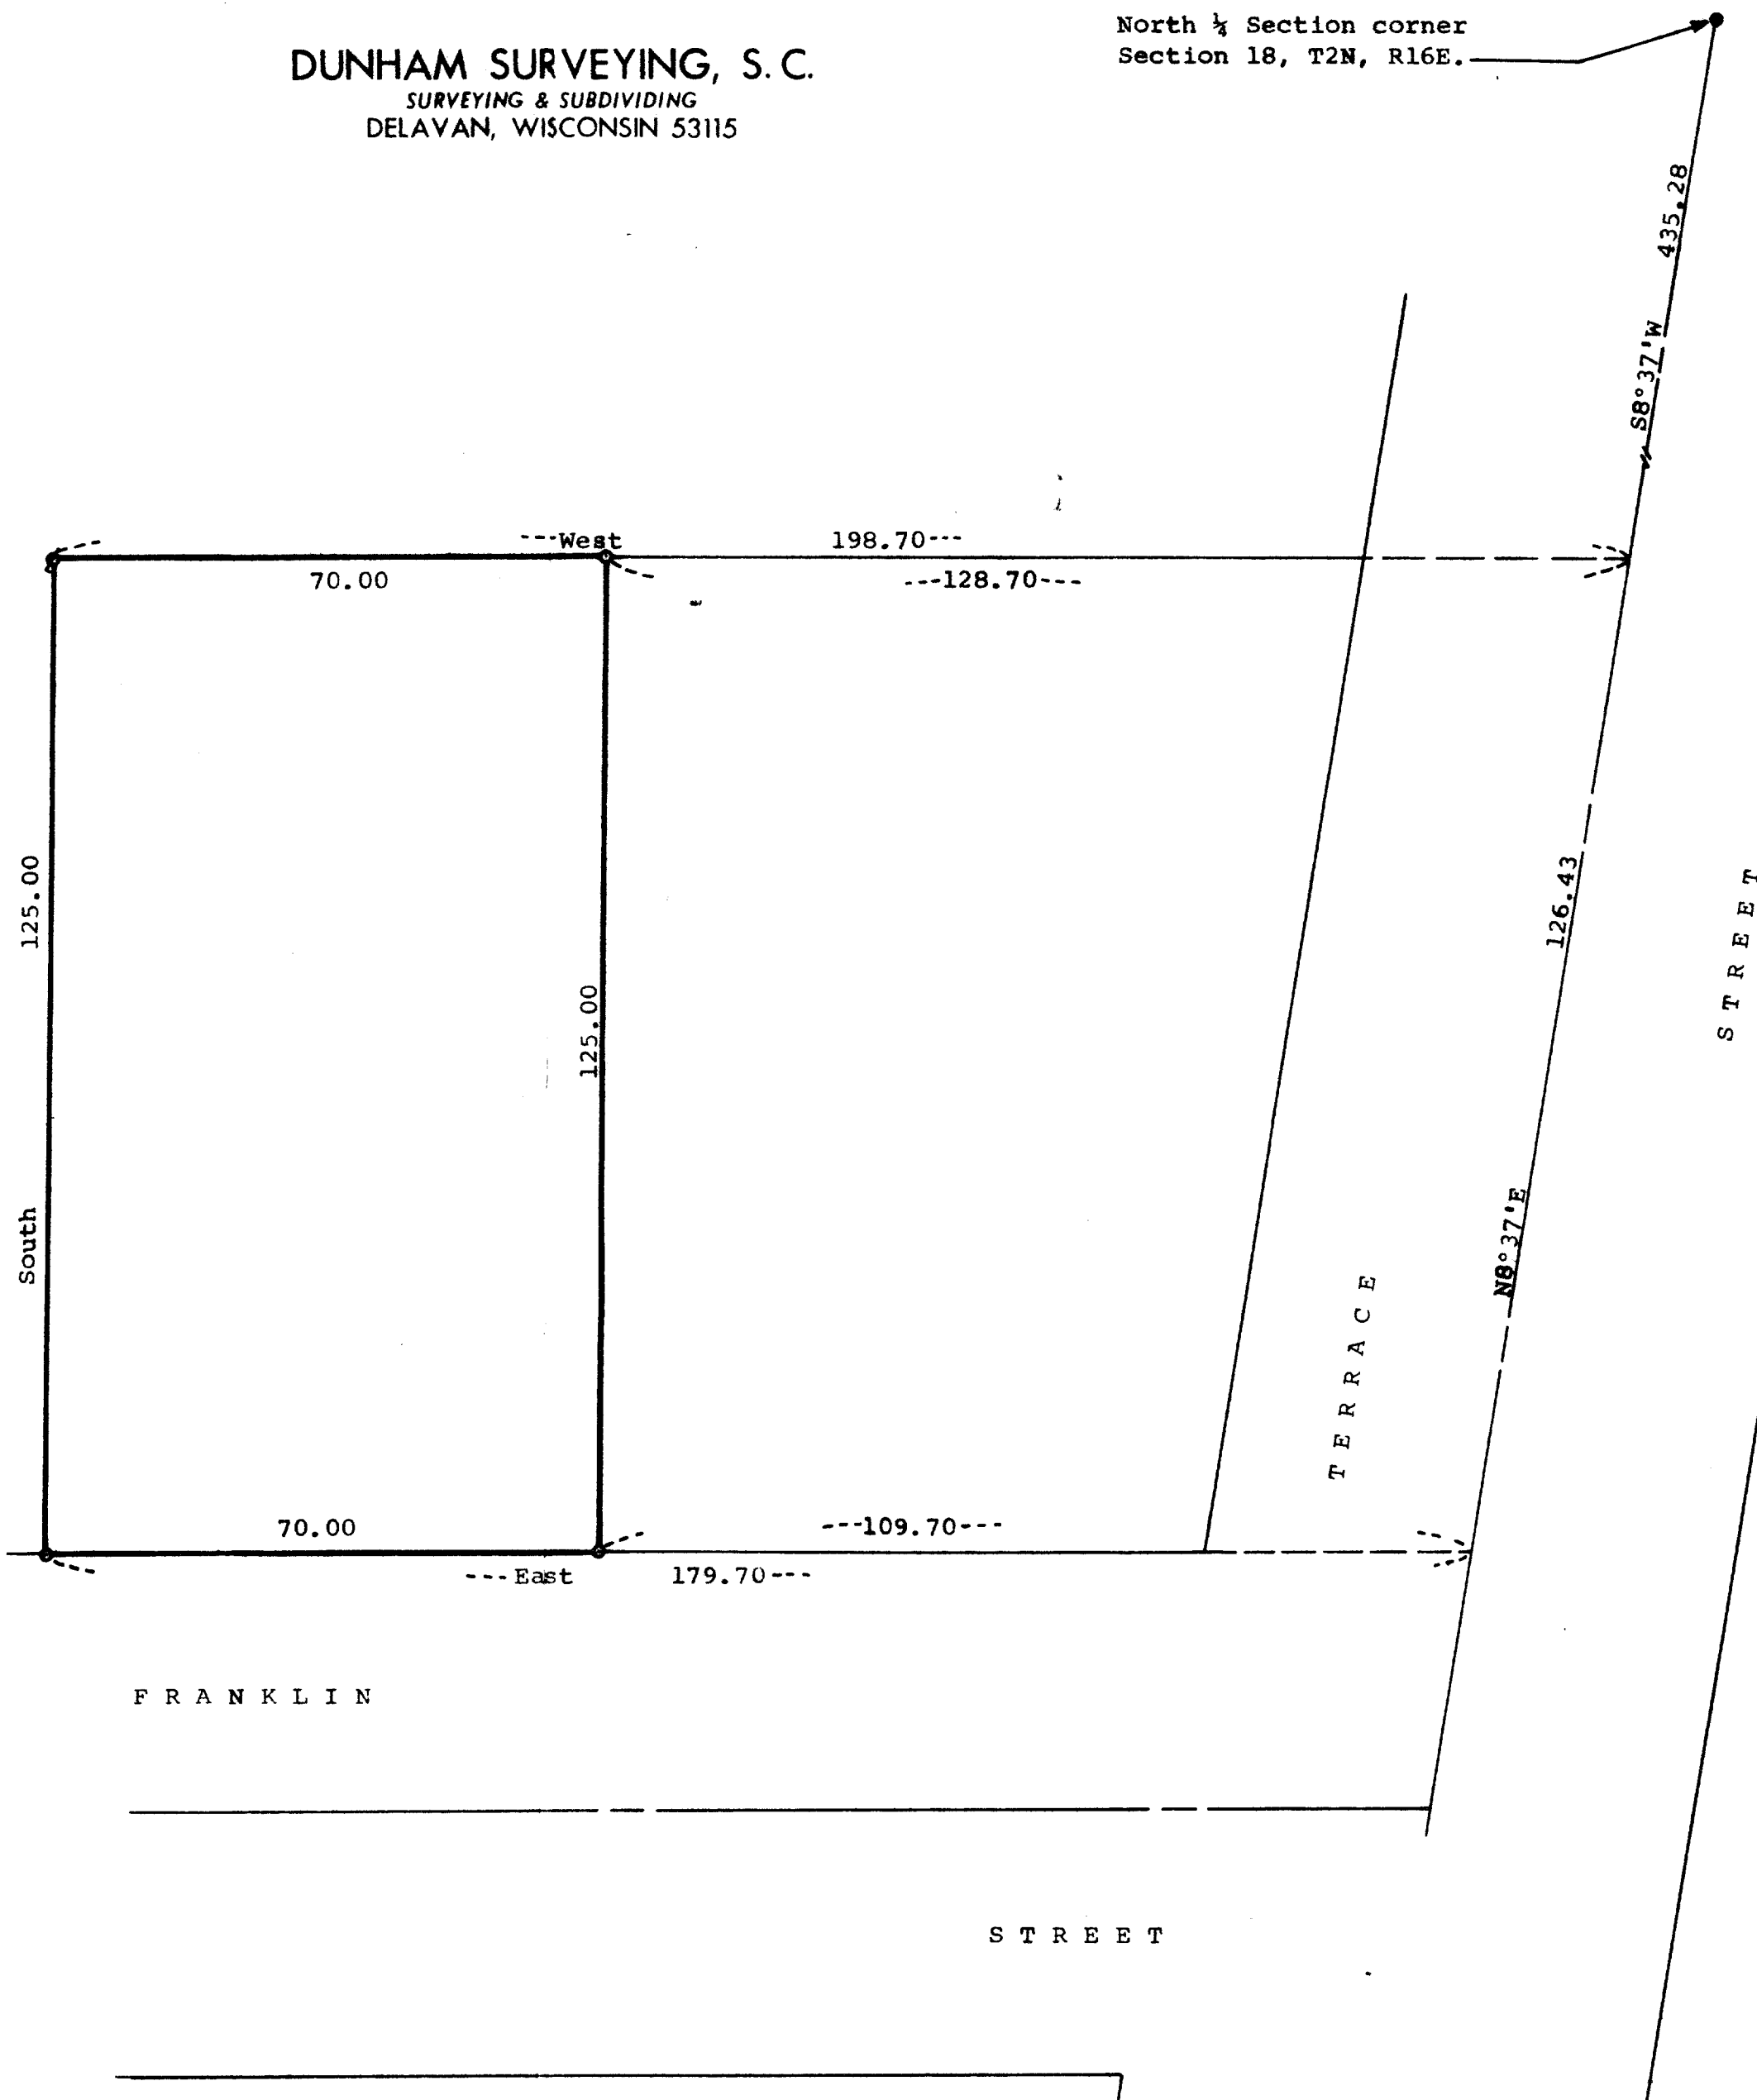 DUNHAM SURVEYING, S. C.
SURVEYING & SUBDIVIDING
DELAVAN, WISCONSIN 53115
North ¼ Section corner
Section 18, T2N, R16E.
435.28
S8°37'W
---West 198.70---
70.00
---128.70---
125.00
South
125.00
126.43
N8°37'E
STREET
TERRACE
70.00
---109.70---
---East 179.70---
FRANKLIN
STREET